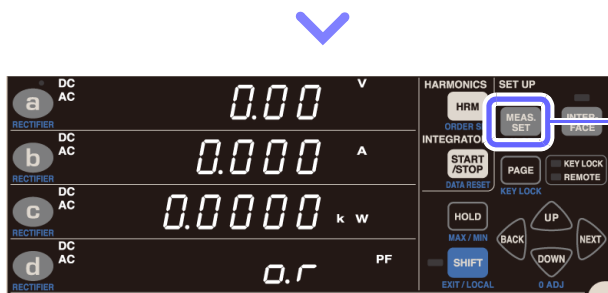 DC
AC
a
RECTIFIER
0.00
V
DC
AC
b
RECTIFIER
0.000
A
DC
AC
c
RECTIFIER
0.0000
k W
DC
AC
d
RECTIFIER
o.r
PF
HARMONICS
HRM
INTEGRATOR
START
/STOP
DATA RESET
SET UP
MEAS.
SET
INTER-
FACE
PAGE
KEY LOCK
KEY LOCK
REMOTE
HOLD
MAX / MIN
SHIFT
EXIT / LOCAL
UP
BACK
NEXT
DOWN
0 ADJ